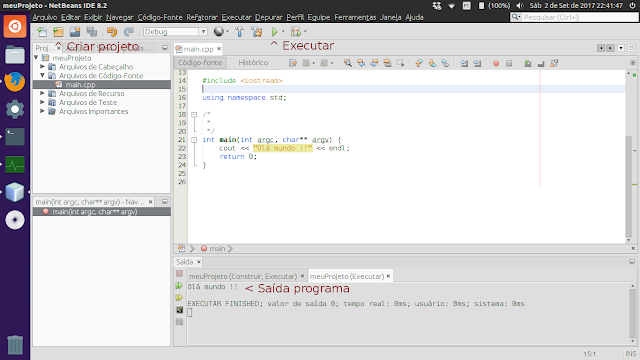 meuProjeto - NetBeans IDE 8.2
Pt
(100%)
Sáb, 2 de Set de 2017 22:41:47
Arquivo Editar Exibir Navegar Código-Fonte Refatorar Executar Depurar Perfil Equipe Ferramentas Janela Ajuda
Pesquisar (Ctrl+I)
Debug
^ Criar projeto
^ Executar
Proj...
main.cpp
Código-Fonte Histórico
meuProjeto
Arquivos de Cabeçalho
Arquivos de Código-Fonte
main.cpp
Arquivos de Recurso
Arquivos de Teste
Arquivos Importantes
13
14 #include <iostream>
15
16 using namespace std;
17
18 /*
19 *
20 */
21 int main(int argc, char** argv) {
22 cout << "Olá mundo !!" << endl;
23 return 0;
24 }
25
26
main(int argc, char** argv) - Nav...
main(int argc, char** argv)
main
Saída
meuProjeto (Construir, Executar) meuProjeto (Executar)
Olá mundo !!
< Saída programa
EXECUTAR FINISHED; valor de saída 0; tempo real: 0ms; usuário: 0ms; sistema: 0ms
15:1
INS